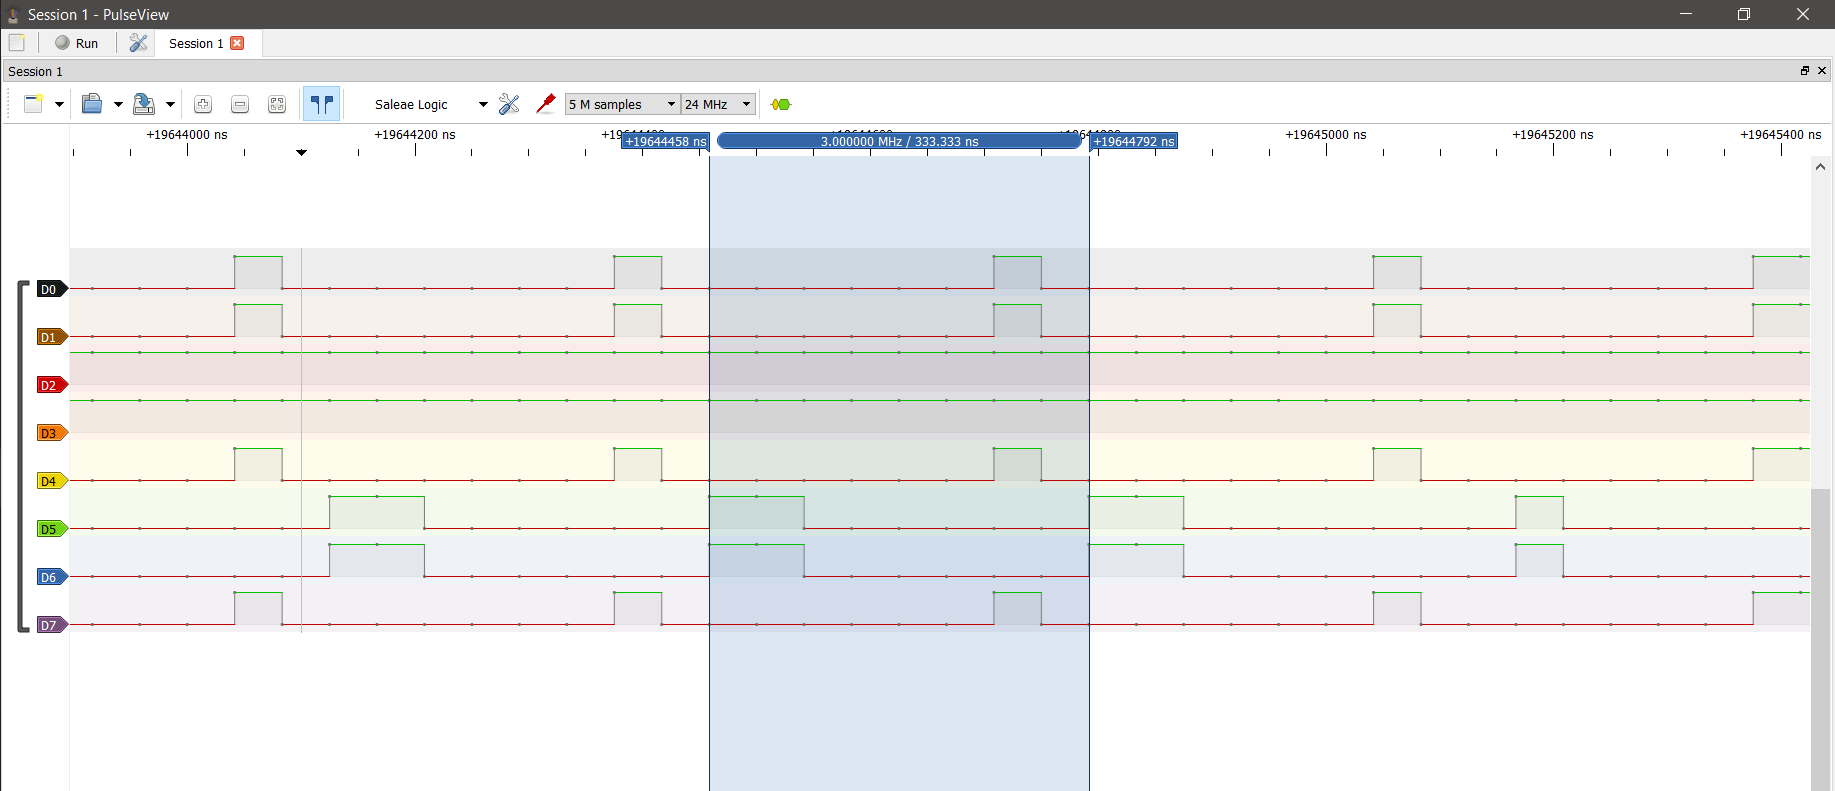 Session 1 - PulseView
Run
Session 1
Session 1
Saleae Logic
5 M samples
24 MHz
+19644000 ns
+19644200 ns
+19645000 ns
+19645200 ns
+19645400 ns
+19644458 ns
3.000000 MHz / 333.333 ns
+19644792 ns
D0
D1
D2
D3
D4
D5
D6
D7